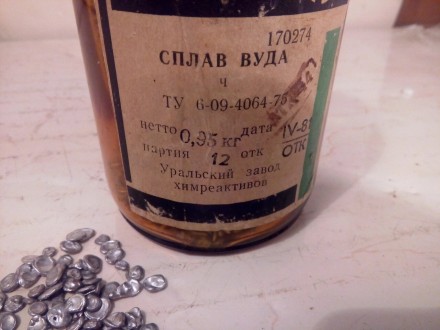 170274
СПЛАВ ВУДА
ч
ТУ 6-09-4064-75
нетто 0,95 кг дата IV-8
партия 12 отк ОТК
Уральский завод
химреактивов